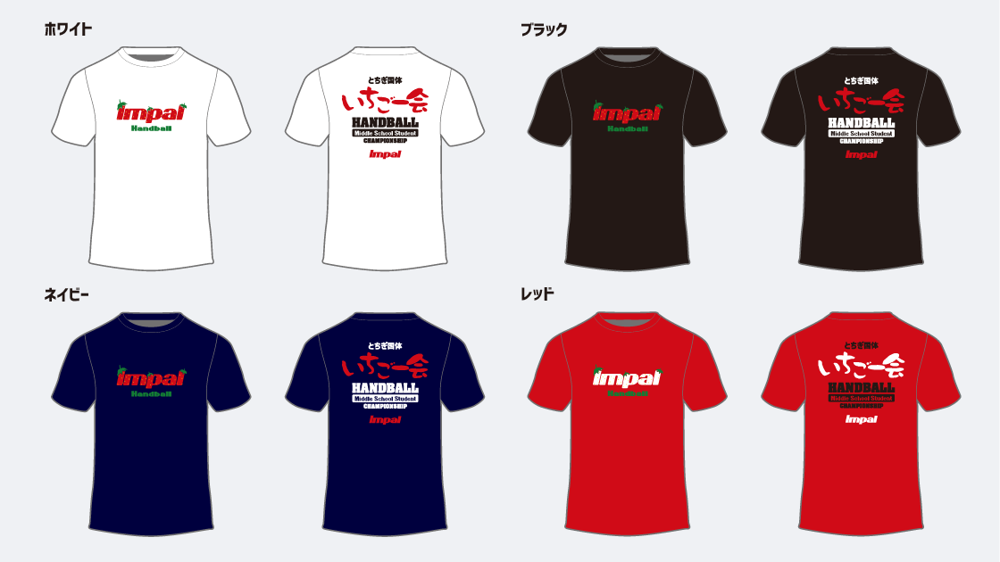 ホワイト
impal
Handball
とちぎ国体
いちご一会
HANDBALL
Middle School Student
CHAMPIONSHIP
impal
ブラック
impal
Handball
とちぎ国体
いちご一会
HANDBALL
Middle School Student
CHAMPIONSHIP
impal
ネイビー
impal
Handball
とちぎ国体
いちご一会
HANDBALL
Middle School Student
CHAMPIONSHIP
impal
レッド
impal
Handball
とちぎ国体
いちご一会
HANDBALL
Middle School Student
CHAMPIONSHIP
impal